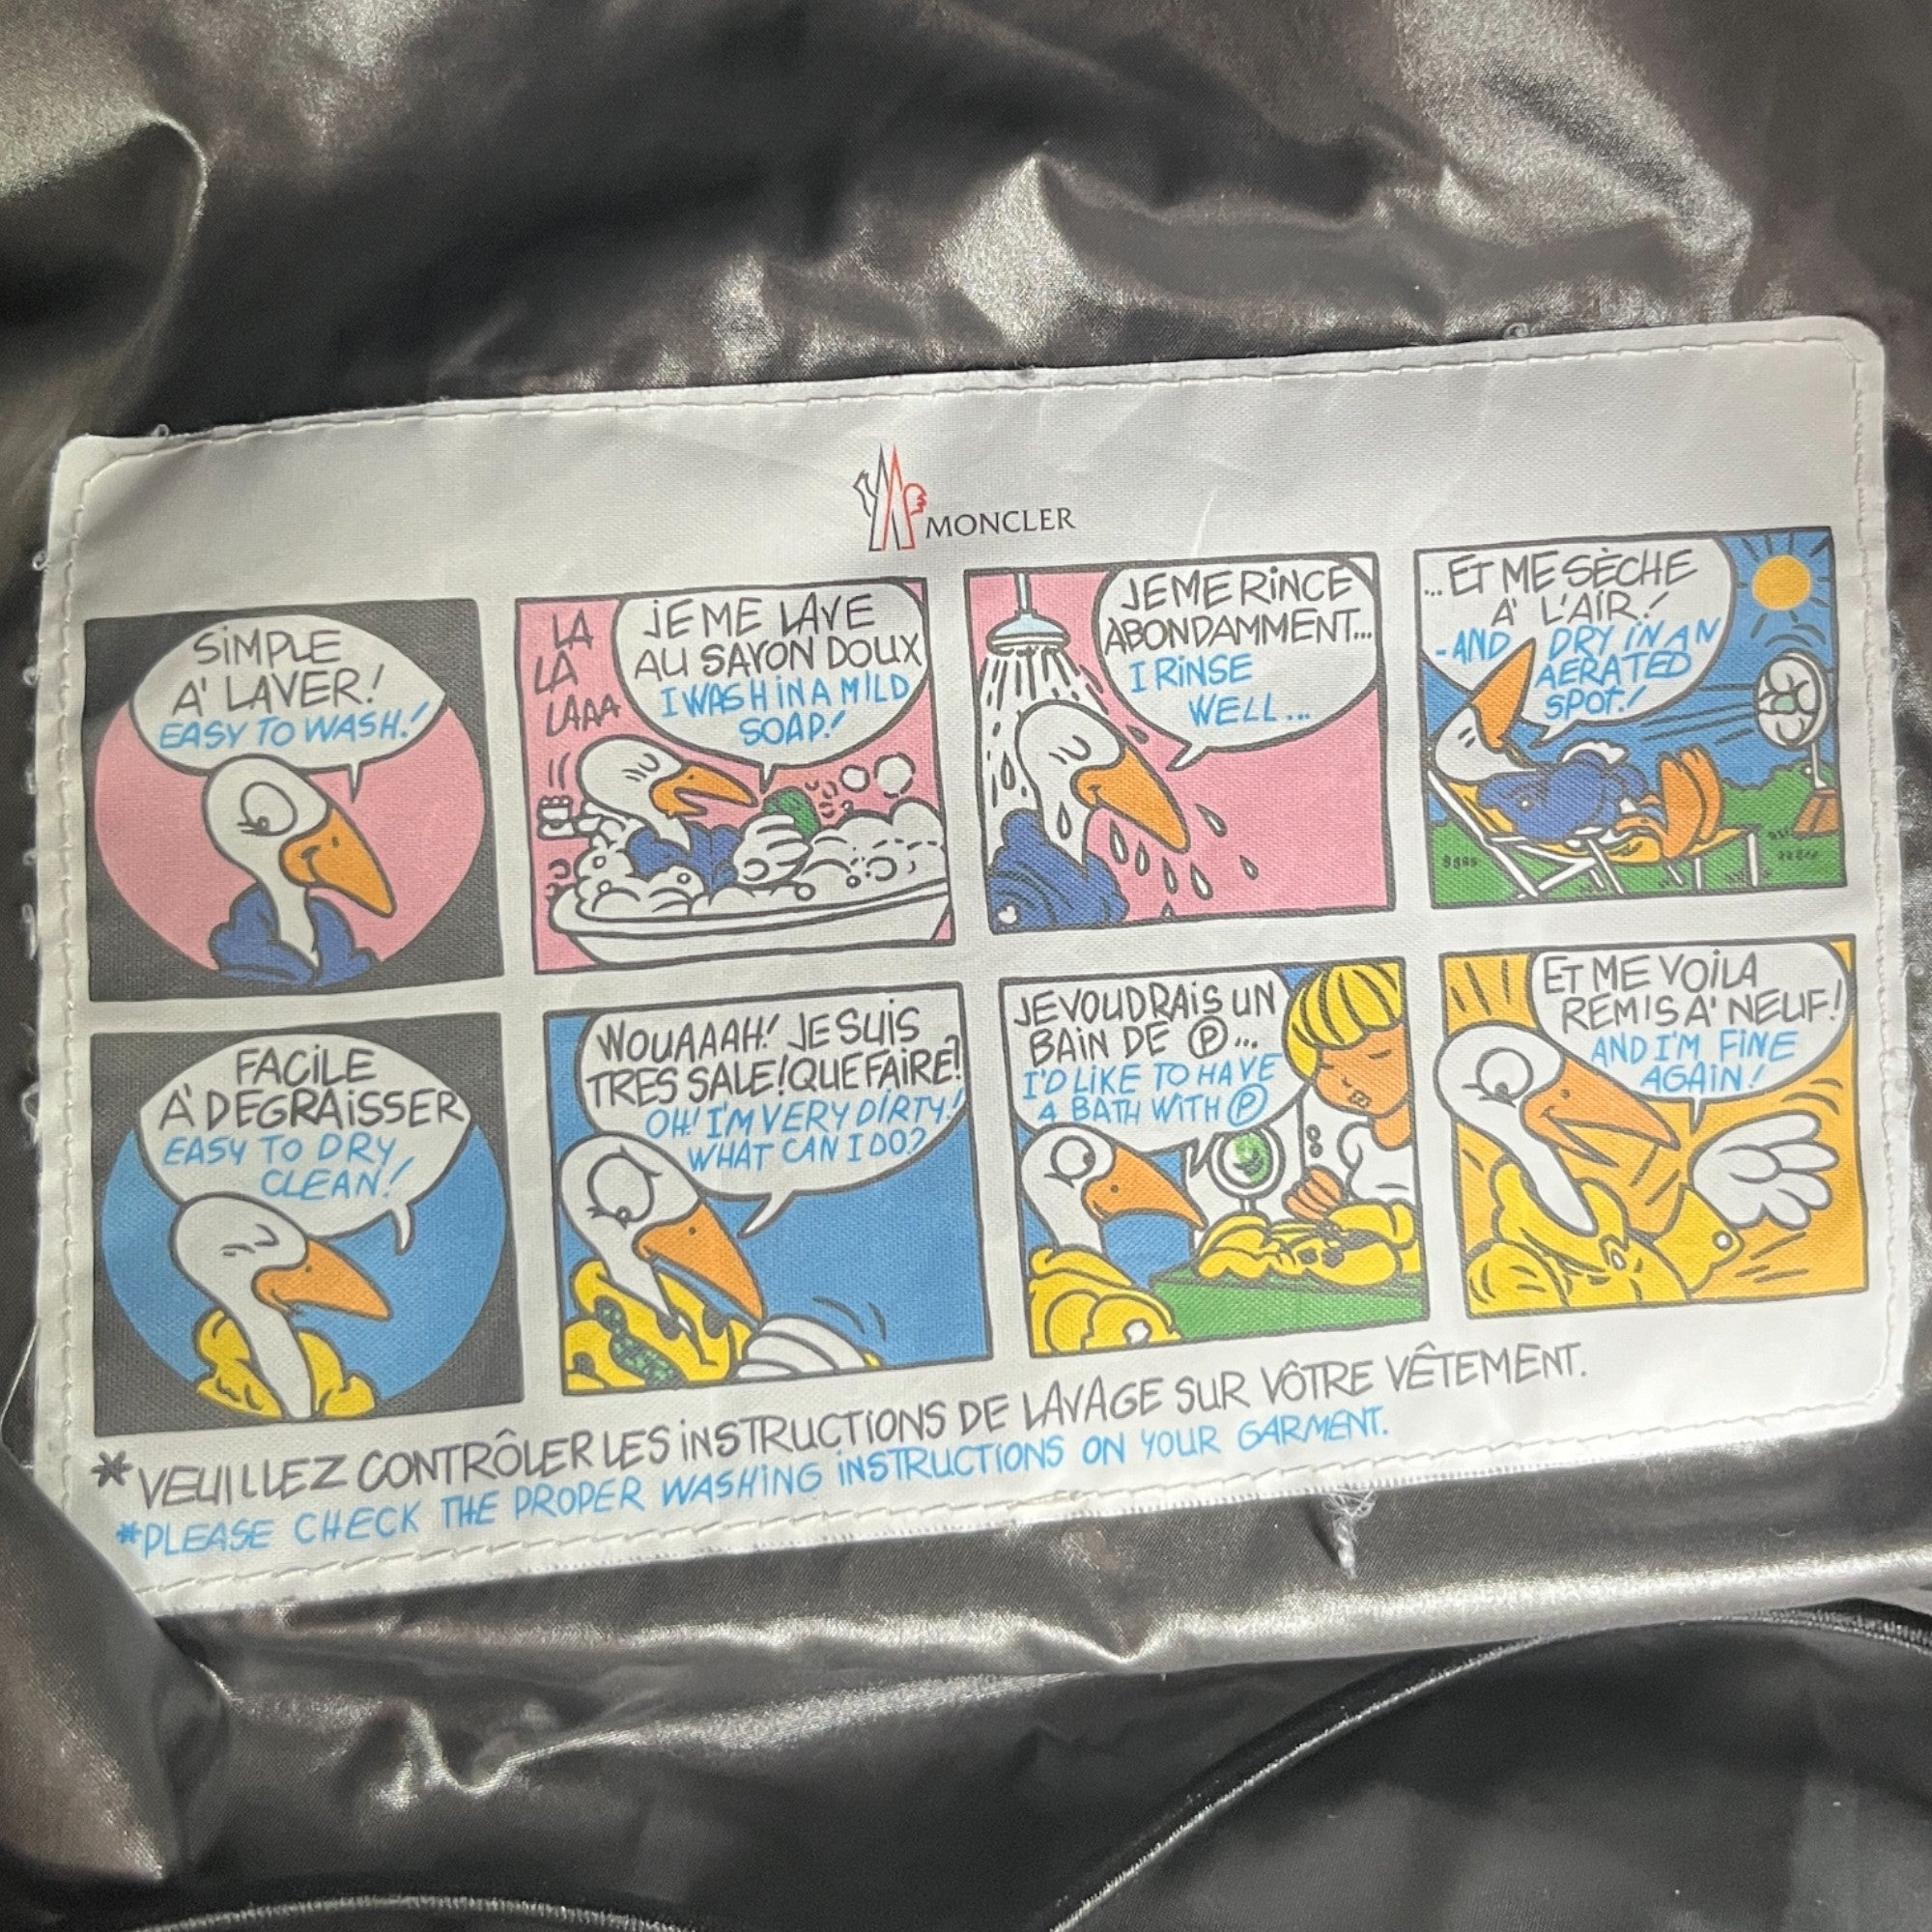 MONCLER
SIMPLE
A' LAVER!
EASY TO WASH!
LA
LA
LAAA
JE ME LAVE
AU SAVON DOUX
I WASH IN A MILD
SOAP!
JE ME RINCE
ABONDAMMENT...
I RINSE
WELL...
...ET ME SÈCHE
A' L'AIR!
-AND DRY IN AN
AERATED
SPOT!
FACILE
A' DEGRAISSER
EASY TO DRY
CLEAN!
WOUAAAH! JE SUIS
TRES SALE! QUE FAIRE?
OH! I'M VERY DIRTY!
WHAT CAN I DO?
JE VOUDRAIS UN
BAIN DE Ⓟ...
I'D LIKE TO HAVE
A BATH WITH Ⓟ
ET ME VOILA
REMIS A' NEUF!
AND I'M FINE
AGAIN!
*VEUILLEZ CONTRÔLER LES INSTRUCTIONS DE LAVAGE SUR VÔTRE VÊTEMENT.
*PLEASE CHECK THE PROPER WASHING INSTRUCTIONS ON YOUR GARMENT.